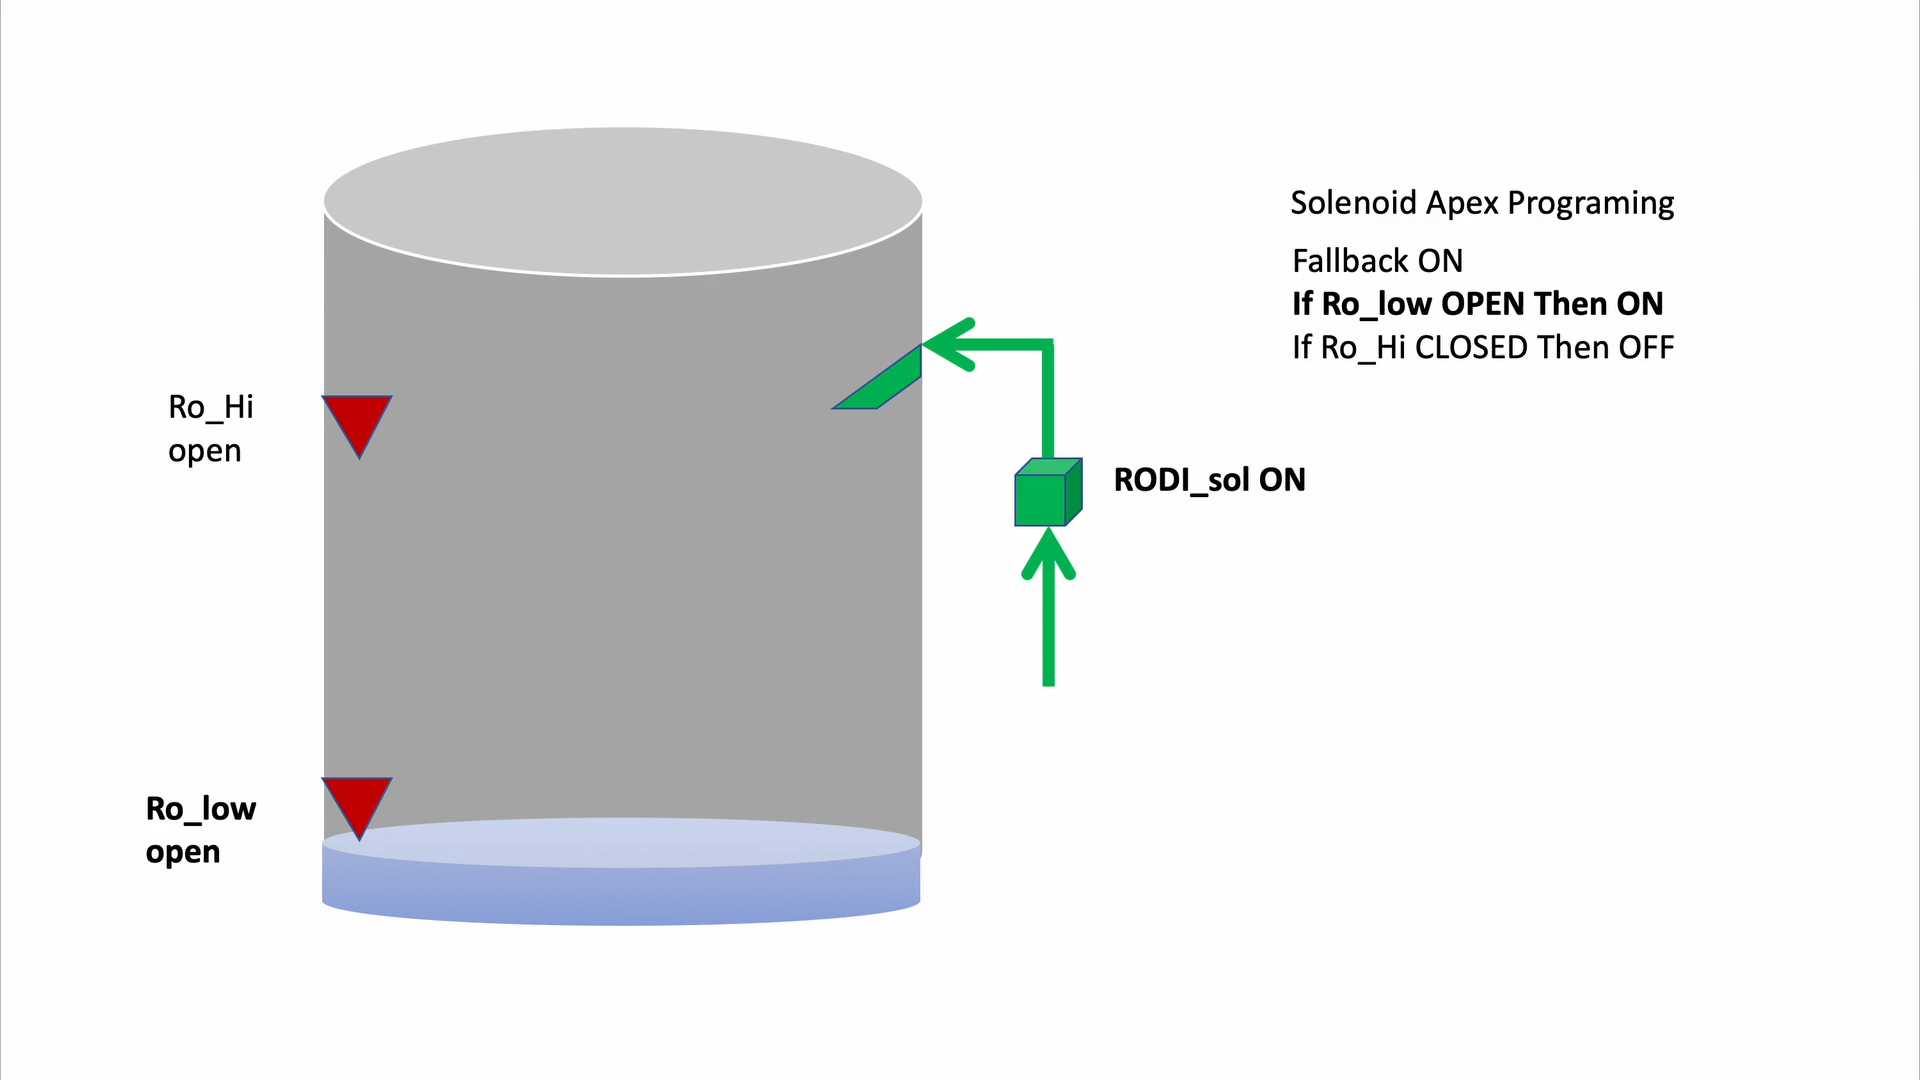 Solenoid Apex Programing
Fallback ON
If Ro_low OPEN Then ON
If Ro_Hi CLOSED Then OFF
Ro_Hi
open
RODI_sol ON
Ro_low
open